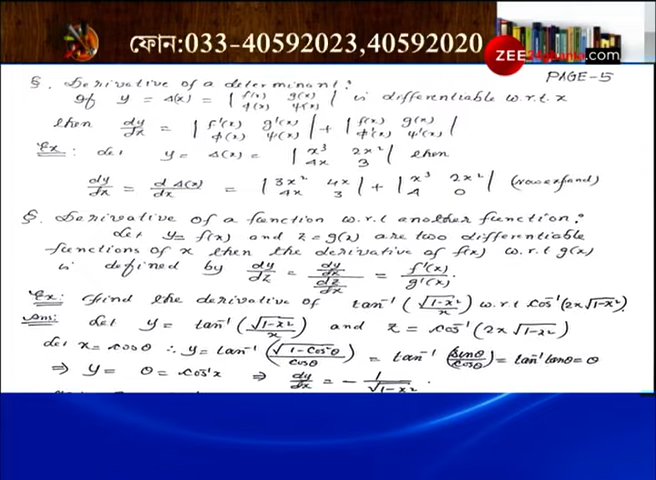 ফোন:033-40592023,40592020
ZEE .com
PAGE-5
§. Derivative of a determinant:
If y = Δ(x) = | f(x) g(x) ; φ(x) ψ(x) | is differentiable w.r.t x
then dy/dx = | f'(x) g'(x) ; φ(x) ψ(x) | + | f(x) g(x) ; φ'(x) ψ'(x) |
Ex: Let y = Δ(x) = | x³ 2x² ; 4x 3 | then
dy/dx = d Δ(x)/dx = | 3x² 4x ; 4x 3 | + | x³ 2x² ; 4 0 | (now expand)
§. Derivative of a function w.r.t another function:
Let y = f(x) and z = g(x) are two differentiable
functions of x then the derivative of f(x) w.r.t g(x)
is defined by dy/dz = (dy/dx)/(dz/dx) = f'(x)/g'(x).
Ex: Find the derivative of tan⁻¹(√(1-x²)/x) w.r.t cos⁻¹(2x√(1-x²)).
Ans: Let y = tan⁻¹(√(1-x²)/x) and z = cos⁻¹(2x√(1-x²))
Let x = cosθ ∴ y = tan⁻¹(√(1-cos²θ)/cosθ) = tan⁻¹(sinθ/cosθ) = tan⁻¹tanθ = θ
⇒ y = θ = cos⁻¹x ⇒ dy/dx = - 1/√(1-x²).